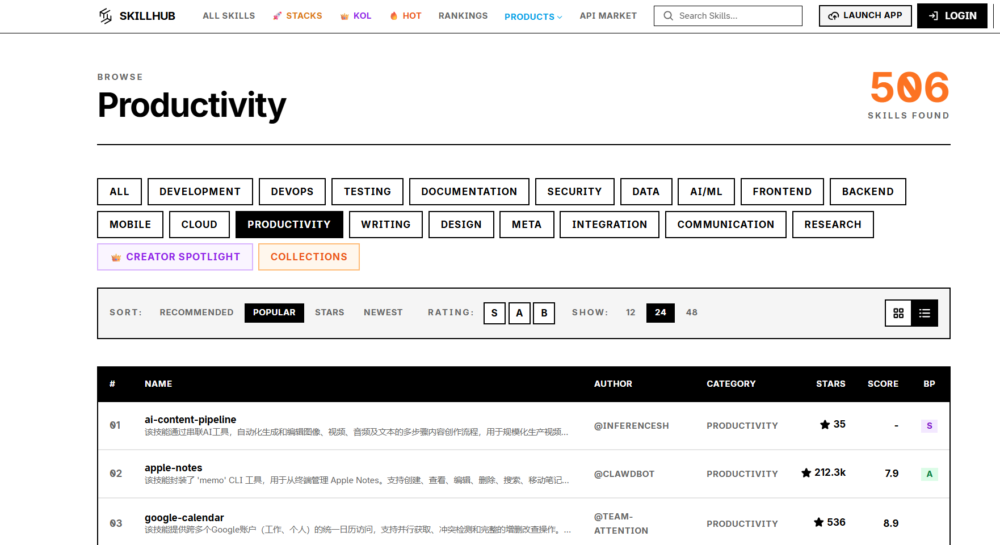 SKILLHUB ALL SKILLS STACKS KOL HOT RANKINGS PRODUCTS API MARKET Search Skills... LAUNCH APP LOGIN
BROWSE
Productivity
506
SKILLS FOUND
ALL DEVELOPMENT DEVOPS TESTING DOCUMENTATION SECURITY DATA AI/ML FRONTEND BACKEND
MOBILE CLOUD PRODUCTIVITY WRITING DESIGN META INTEGRATION COMMUNICATION RESEARCH
CREATOR SPOTLIGHT COLLECTIONS
SORT: RECOMMENDED POPULAR STARS NEWEST RATING: S A B SHOW: 12 24 48
# NAME AUTHOR CATEGORY STARS SCORE BP
01 ai-content-pipeline @INFERENCESH PRODUCTIVITY 35 - S
该技能通过串联AI工具，自动化生成和编辑图像、视频、音频及文本的多步骤内容创作流程，用于规模化生产视频...
02 apple-notes @CLAWDBOT PRODUCTIVITY 212.3k 7.9 A
该技能封装了 'memo' CLI 工具，用于从终端管理 Apple Notes。支持创建、查看、编辑、删除、搜索、移动笔记...
03 google-calendar @TEAM-ATTENTION PRODUCTIVITY 536 8.9
该技能提供跨多个Google账户（工作、个人）的统一日历访问，支持并行获取、冲突检测和完整的增删改查操作。...